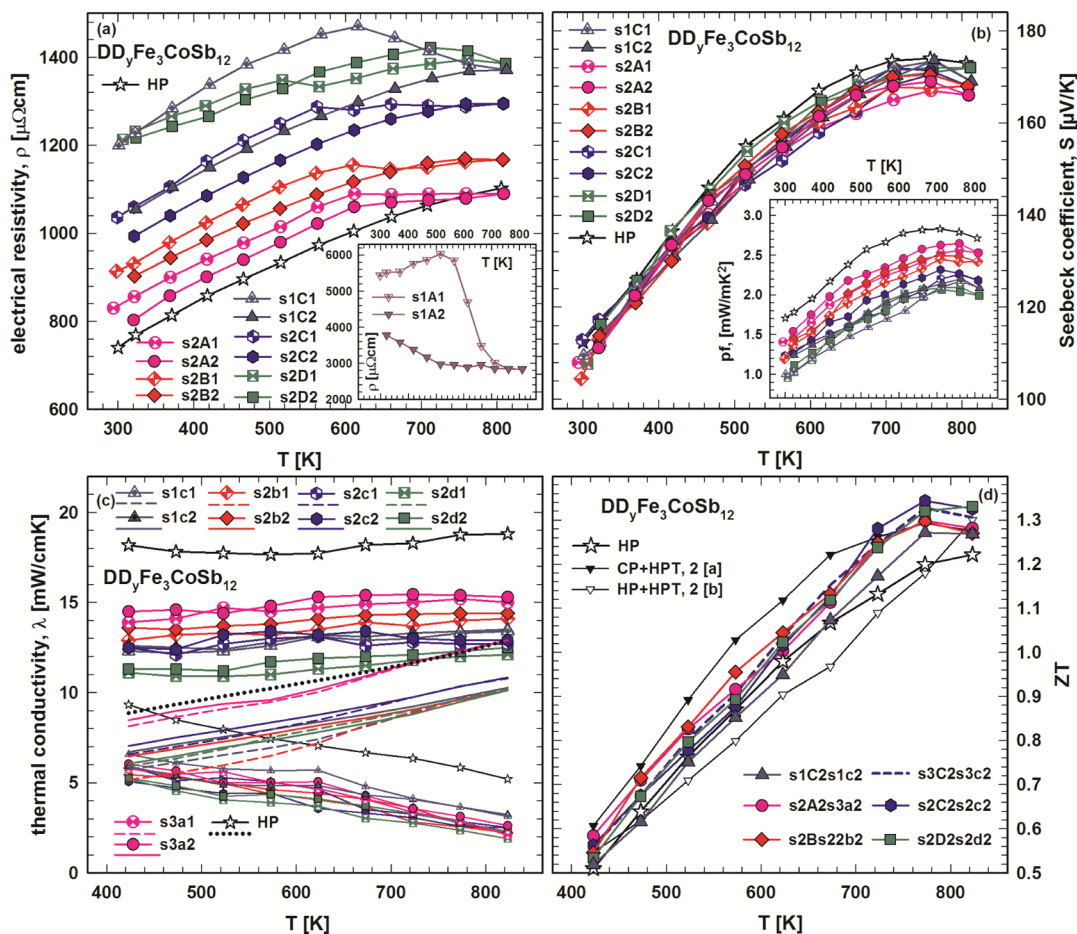 (a)
DDyFe3CoSb12
HP
electrical resistivity, ρ [μΩcm]
1400
1200
1000
800
600
300 400 500 600 700 800
T [K]
s1C1
s1C2
s2A1
s2A2
s2B1
s2B2
s2C1
s2C2
s2D1
s2D2
300 400 500 600 700 800
T [K]
6000
5000
4000
3000
2000
ρ [μΩcm]
s1A1
s1A2
(b)
DDyFe3CoSb12
s1C1
s1C2
s2A1
s2A2
s2B1
s2B2
s2C1
s2C2
s2D1
s2D2
HP
180
160
140
120
100
Seebeck coefficient, S [μV/K]
300 400 500 600 700 800
T [K]
T [K]
300 400 500 600 700 800
3.0
2.5
2.0
1.5
1.0
pf, [mW/mK2]
(c)
s1c1
s1c2
s2b1
s2b2
s2c1
s2c2
s2d1
s2d2
DDyFe3CoSb12
thermal conductivity, λ [mW/cmK]
20
15
10
5
0
s3a1
s3a2
HP
400 500 600 700 800
T [K]
(d)
DDyFe3CoSb12
HP
CP+HPT, 2 [a]
HP+HPT, 2 [b]
1.3
1.2
1.1
1.0
0.9
0.8
0.7
0.6
0.5
ZT
s1C2s1c2
s3C2s3c2
s2A2s3a2
s2C2s2c2
s2Bs22b2
s2D2s2d2
400 500 600 700 800
T [K]